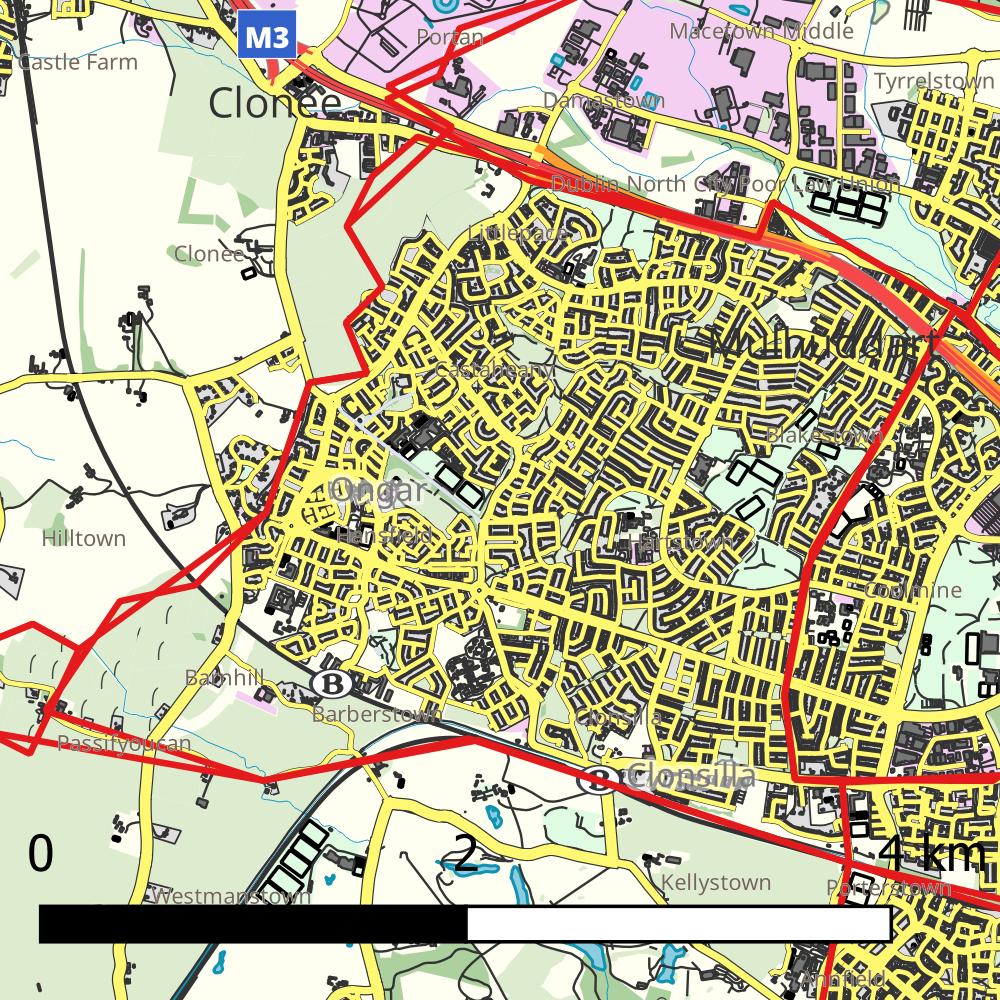 M3
Portan
Macetown Middle
Castle Farm
Tyrrelstown
Clonee
Damastown
Dublin North City Poor Law Union
Littlepace
Clonee
Mulhuddart
Castaheany
Blakestown
Ongar
Hansfield
Hartstown
Hilltown
Coolmine
Barnhill
B
Barberstown
Clonsilla
Passifyoucan
B
Clonsilla
0
2
4 km
Kellystown
Porterstown
Westmanstown
Annfield